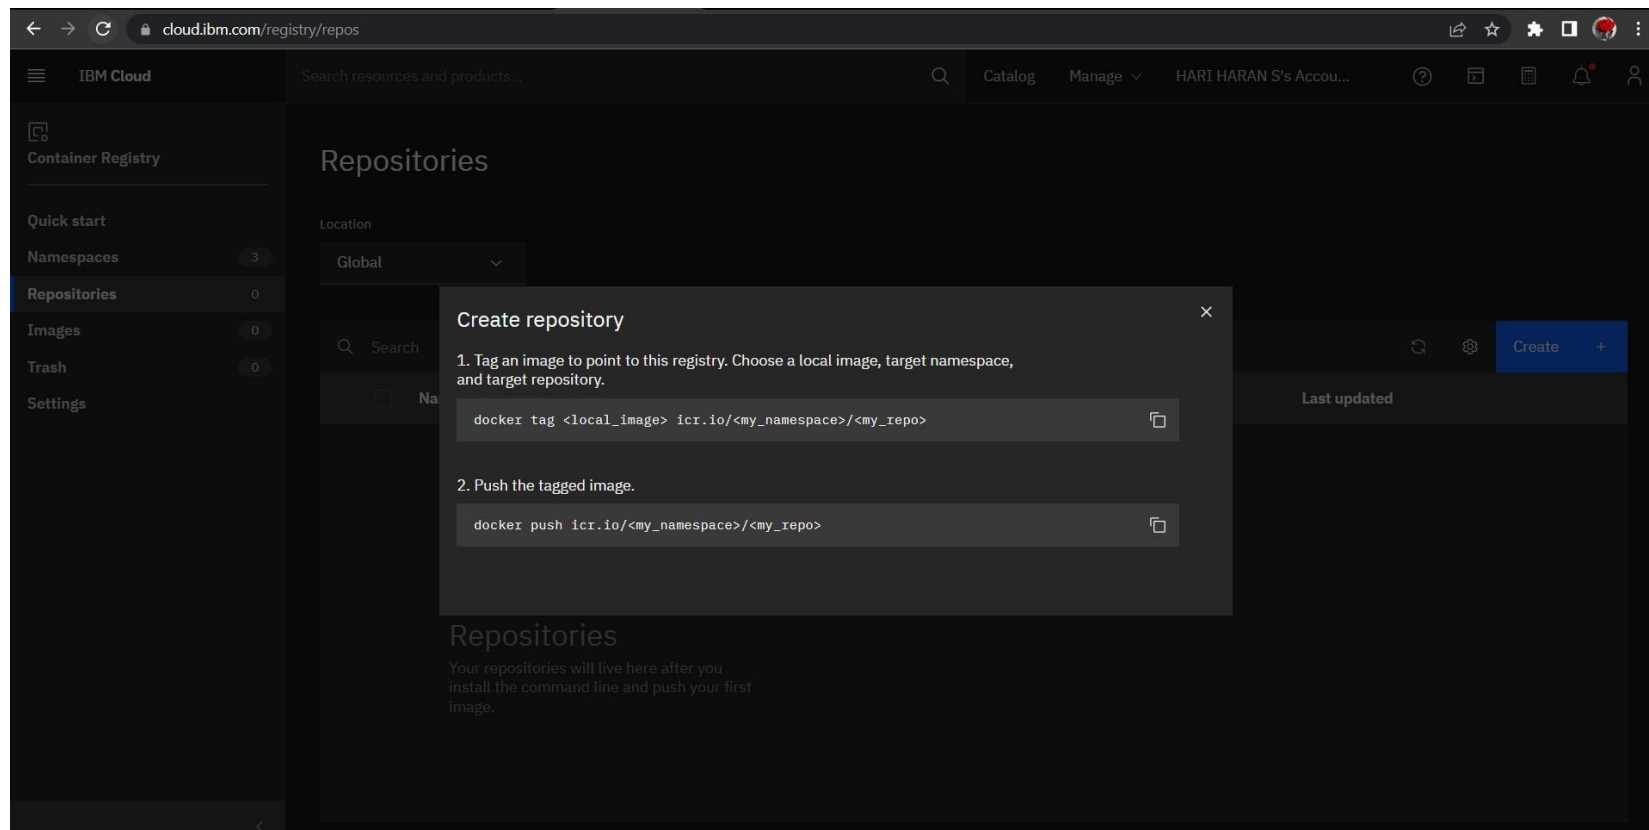 cloud.ibm.com/registry/repos
IBM Cloud
Search resources and products...
Catalog
Manage
HARI HARAN S's Accou...
Container Registry
Quick start
Namespaces 3
Repositories 0
Images 0
Trash 0
Settings
Repositories
Location
Global
Search
Create +
Na
Last updated
Create repository
1. Tag an image to point to this registry. Choose a local image, target namespace,
and target repository.
docker tag <local_image> icr.io/<my_namespace>/<my_repo>
2. Push the tagged image.
docker push icr.io/<my_namespace>/<my_repo>
Repositories
Your repositories will live here after you
install the command line and push your first
image.